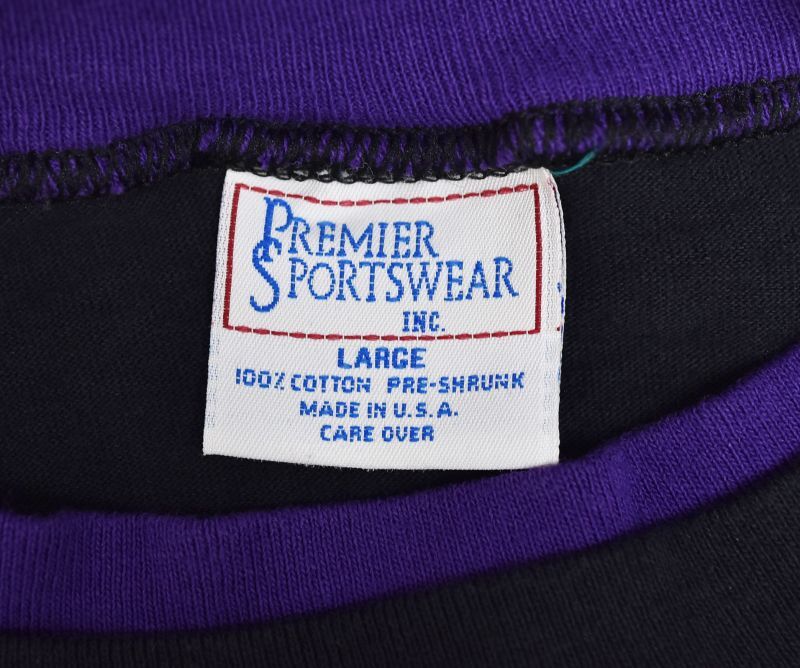 PREMIER
SPORTSWEAR
INC.
LARGE
100% COTTON PRE-SHRUNK
MADE IN U.S.A.
CARE OVER